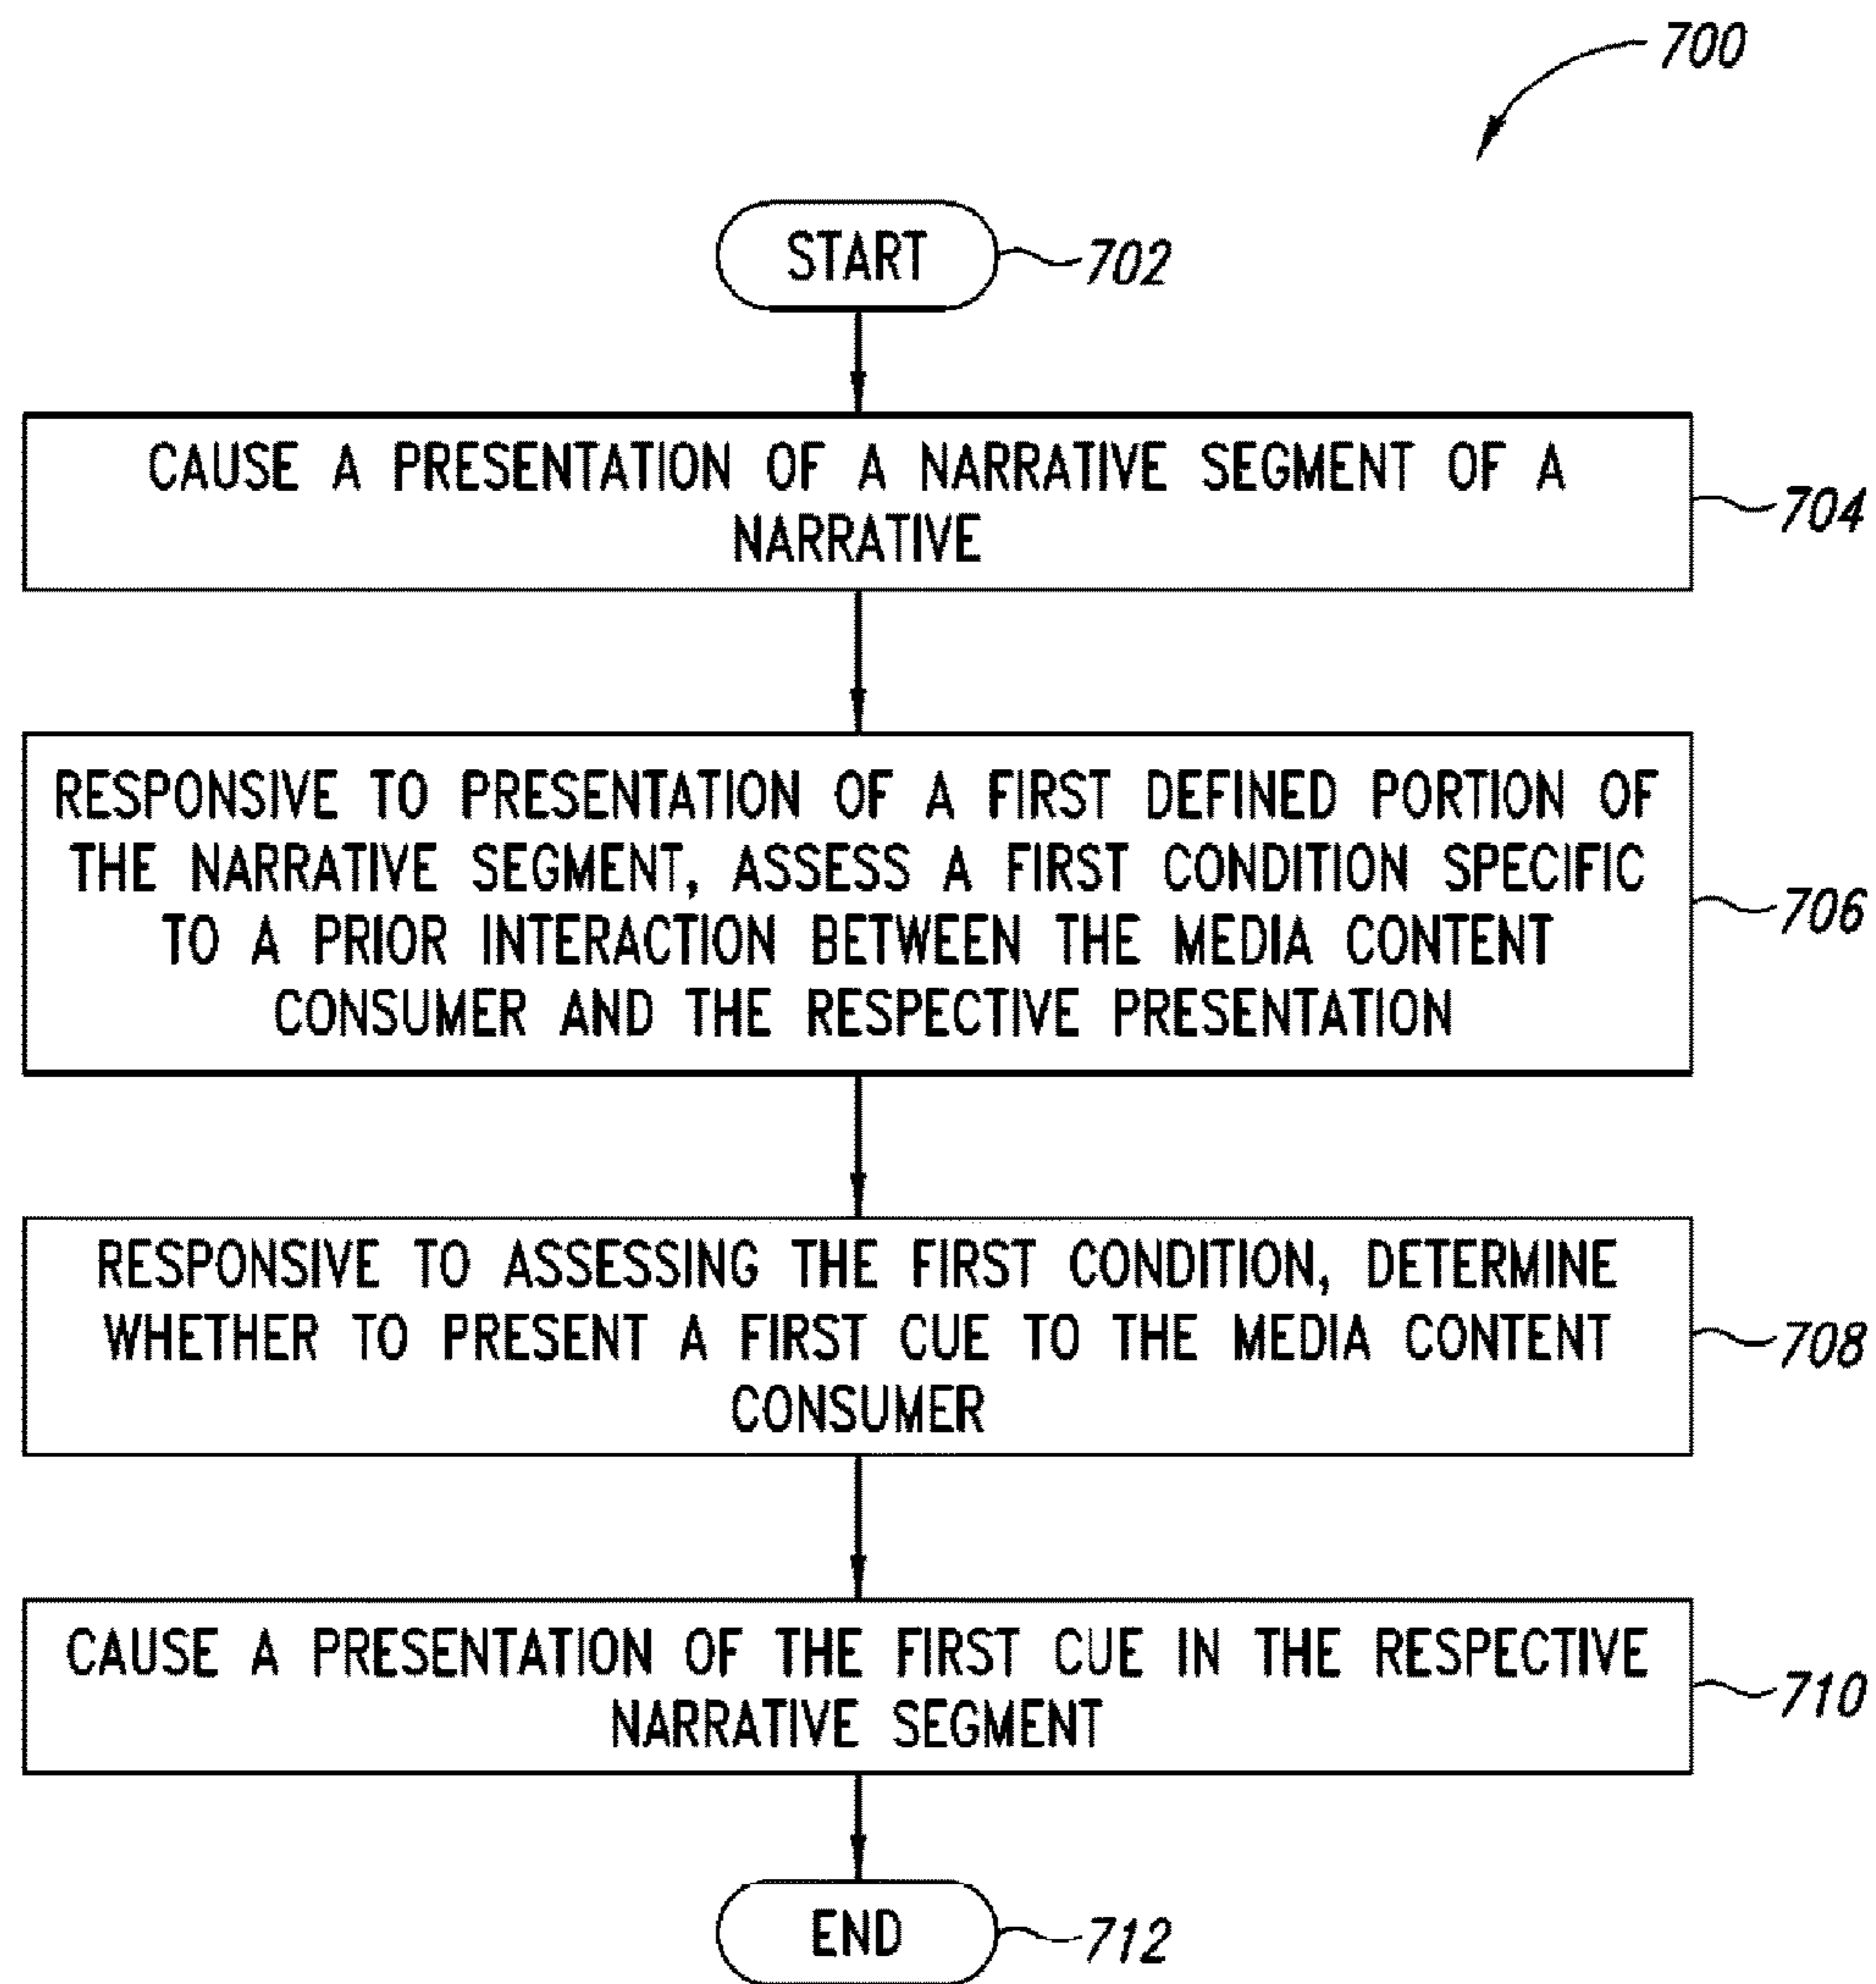 700
START
702
CAUSE A PRESENTATION OF A NARRATIVE SEGMENT OF A
NARRATIVE
704
RESPONSIVE TO PRESENTATION OF A FIRST DEFINED PORTION OF
THE NARRATIVE SEGMENT, ASSESS A FIRST CONDITION SPECIFIC
TO A PRIOR INTERACTION BETWEEN THE MEDIA CONTENT
CONSUMER AND THE RESPECTIVE PRESENTATION
706
RESPONSIVE TO ASSESSING THE FIRST CONDITION, DETERMINE
WHETHER TO PRESENT A FIRST CUE TO THE MEDIA CONTENT
CONSUMER
708
CAUSE A PRESENTATION OF THE FIRST CUE IN THE RESPECTIVE
NARRATIVE SEGMENT
710
END
712